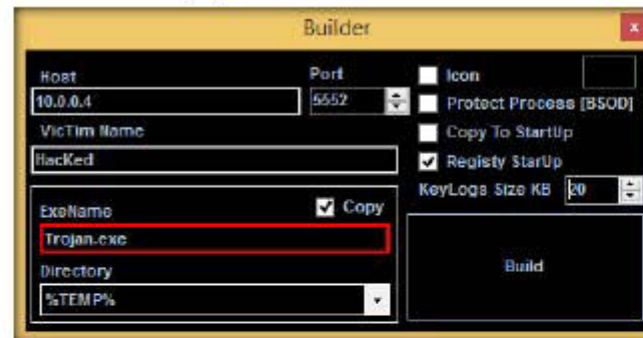 Builder
x
Host
Port
10.0.0.4
5552
VicTim Name
HacKed
ExeName
Copy
Trojan.exe
Directory
%TEMP%
Icon
Protect Process [BSOD]
Copy To StartUp
Registy StarUp
KeyLogs Size KB
20
Build